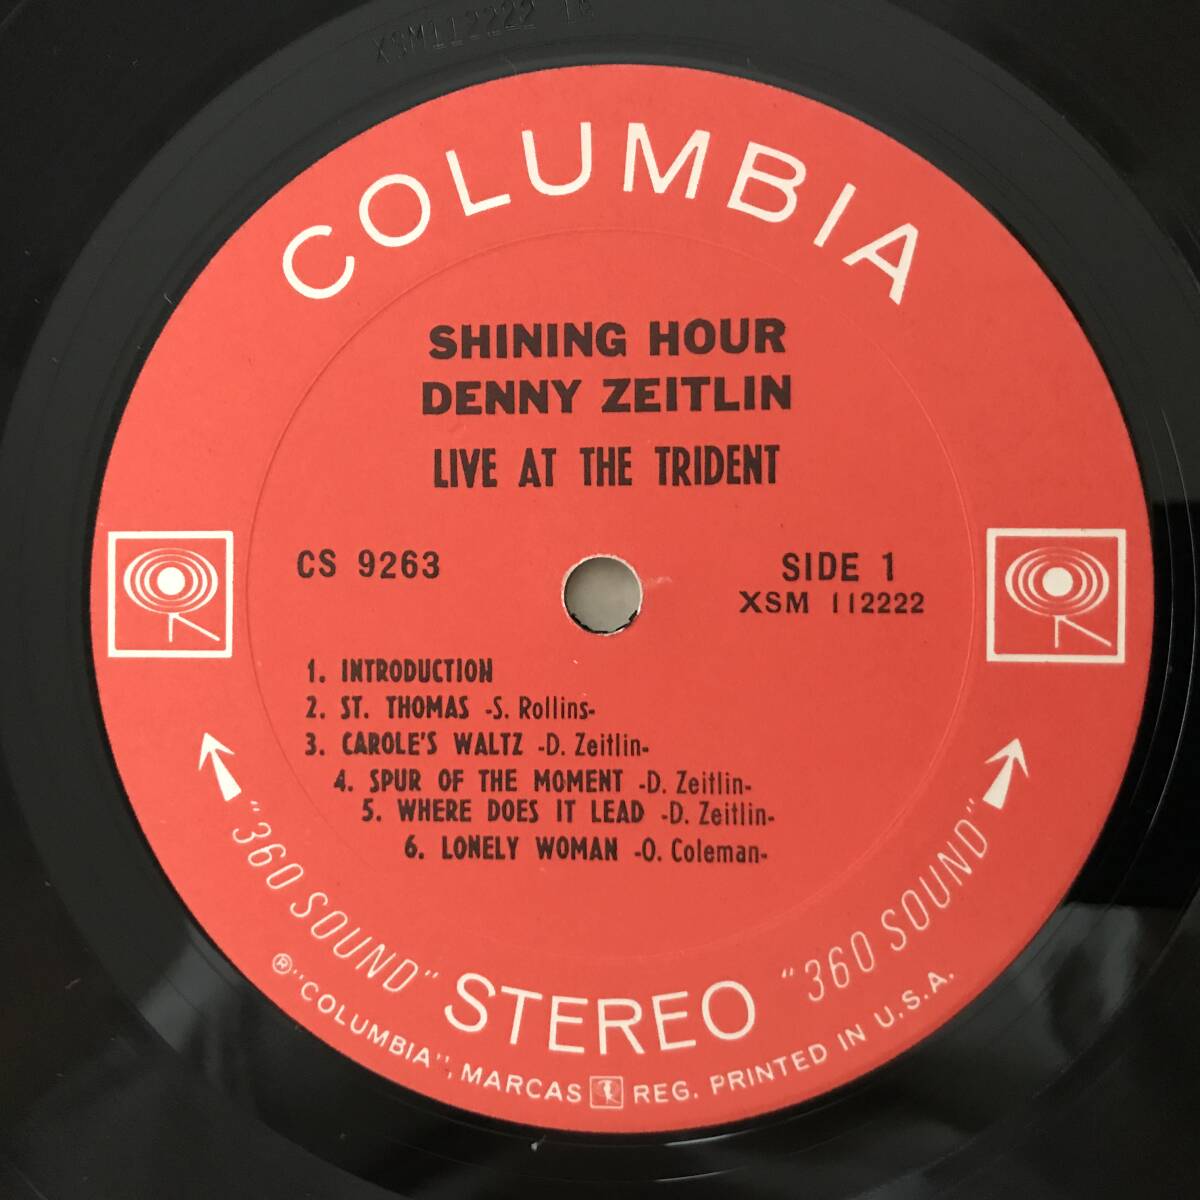 XSM112222
COLUMBIA
SHINING HOUR
DENNY ZEITLIN
LIVE AT THE TRIDENT
CS 9263
SIDE 1
XSM 112222
1. INTRODUCTION
2. ST. THOMAS -S. Rollins-
3. CAROLE'S WALTZ -D. Zeitlin-
4. SPUR OF THE MOMENT -D. Zeitlin-
5. WHERE DOES IT LEAD -D. Zeitlin-
6. LONELY WOMAN -O. Coleman-
"360 SOUND" STEREO "360 SOUND"
®"COLUMBIA", MARCAS REG. PRINTED IN U.S.A.